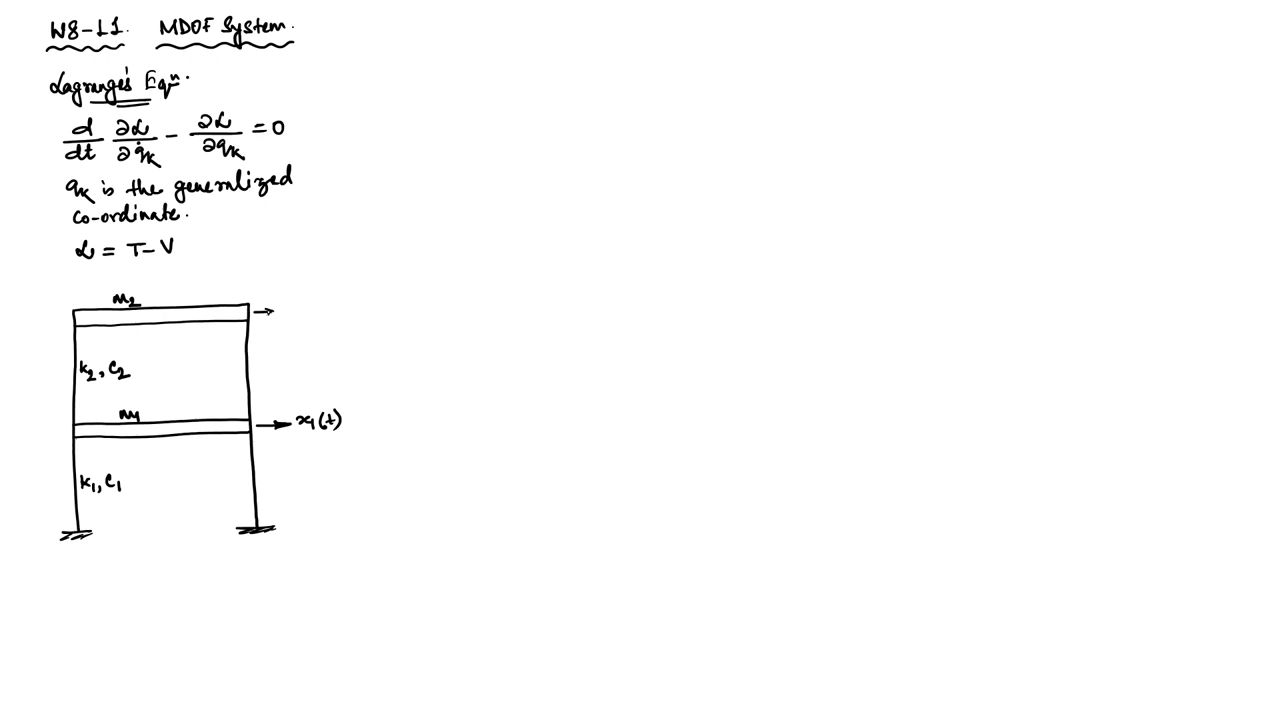 W8-L1. MDOF System.
Lagrange's Eqⁿ.
d/dt ∂L/∂q̇ₖ - ∂L/∂qₖ = 0
qₖ is the generalized
co-ordinate.
L = T-V
m₂
k₂, c₂
m₁
x₁(t)
k₁, c₁